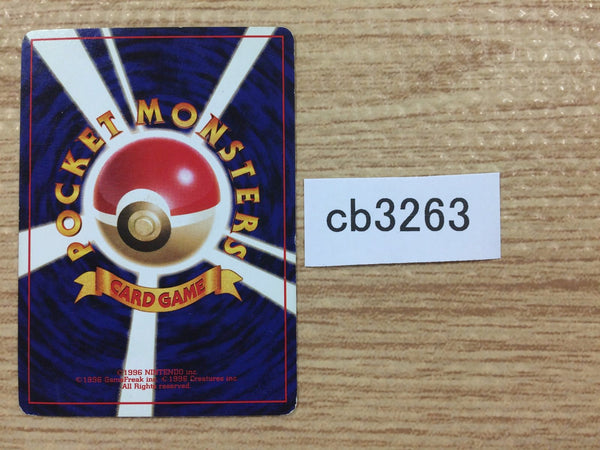 POCKET MONSTERS
CARD GAME
©1996 NINTENDO inc.
©1996 GameFreak inc. ©1996 Creatures inc.
All Rights reserved.
cb3263